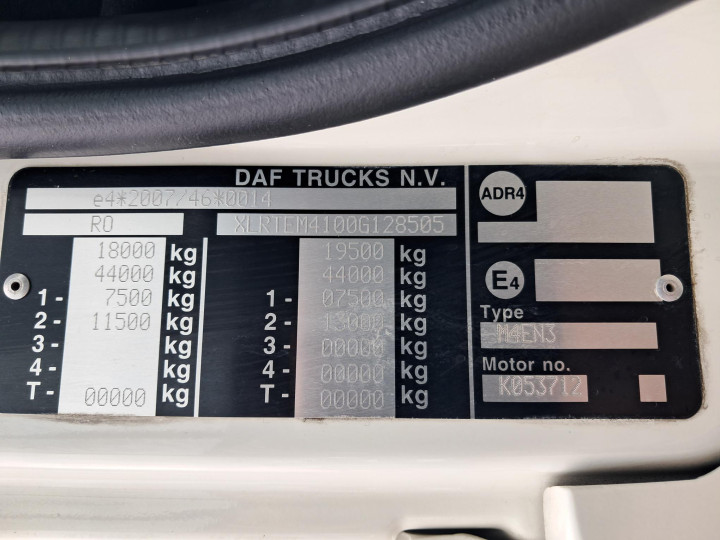 DAF TRUCKS N.V.
e4*2007/46*0014
RO XLRTEM4100G128505
18000 kg 19500 kg
44000 kg 44000 kg
1- 7500 kg 1- 07500 kg
2- 11500 kg 2- 13000 kg
3- kg 3- 00000 kg
4- kg 4- 00000 kg
T- 00000 kg T- 00000 kg
ADR4
E4
Type
M4EN3
Motor no.
K053712